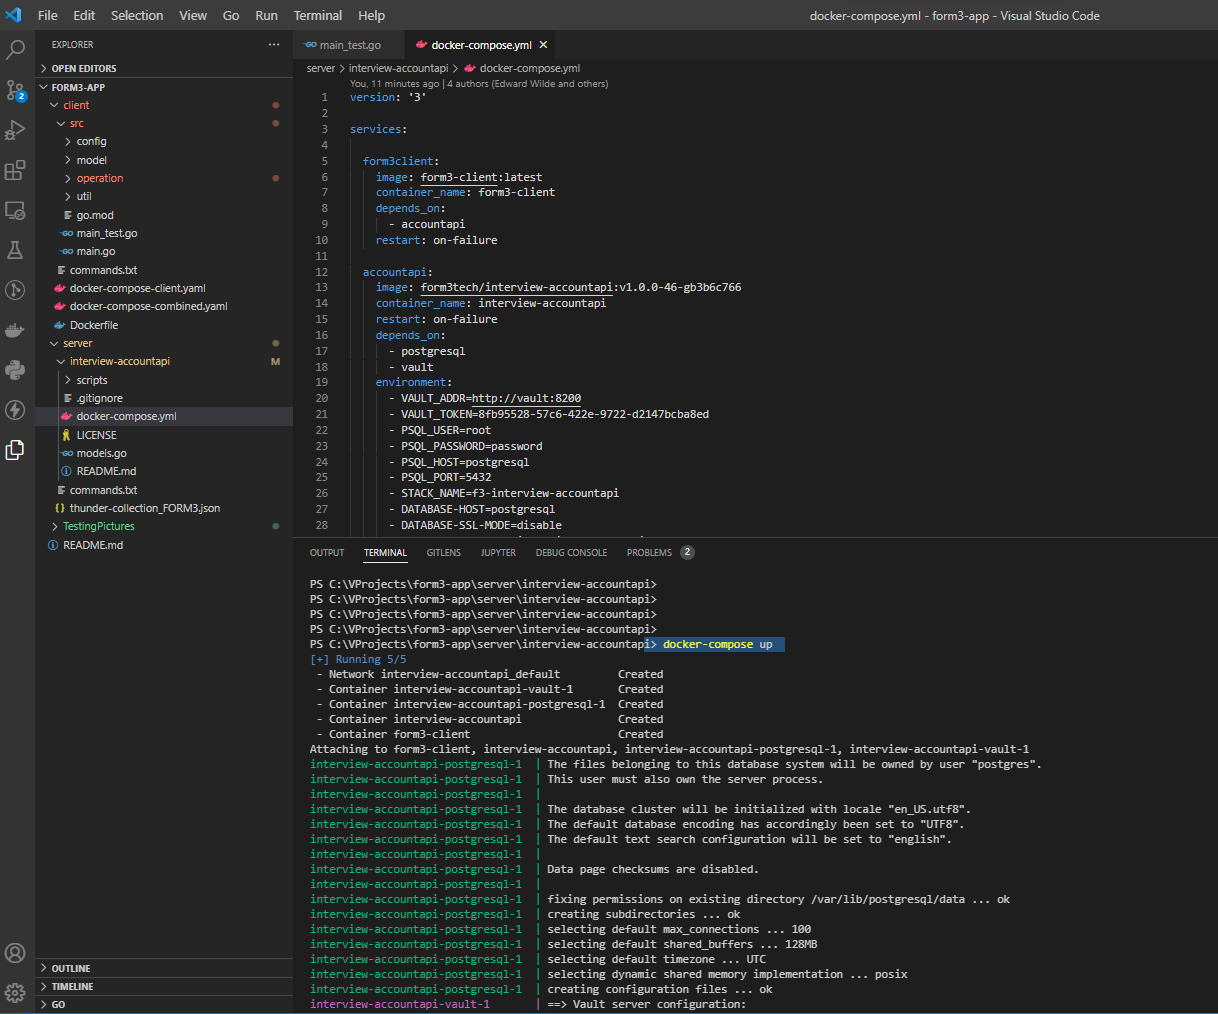 File Edit Selection View Go Run Terminal Help
docker-compose.yml - form3-app - Visual Studio Code
EXPLORER
OPEN EDITORS
FORM3-APP
client
src
config
model
operation
util
go.mod
main_test.go
main.go
commands.txt
docker-compose-client.yaml
docker-compose-combined.yaml
Dockerfile
server
interview-accountapi M
scripts
.gitignore
docker-compose.yml
LICENSE
models.go
README.md
commands.txt
thunder-collection_FORM3.json
TestingPictures
README.md
OUTLINE
TIMELINE
GO
2
main_test.go docker-compose.yml
server > interview-accountapi > docker-compose.yml
You, 11 minutes ago | 4 authors (Edward Wilde and others)
1 version: '3'
2
3 services:
4
5 form3client:
6 image: form3-client:latest
7 container_name: form3-client
8 depends_on:
9 - accountapi
10 restart: on-failure
11
12 accountapi:
13 image: form3tech/interview-accountapi:v1.0.0-46-gb3b6c766
14 container_name: interview-accountapi
15 restart: on-failure
16 depends_on:
17 - postgresql
18 - vault
19 environment:
20 - VAULT_ADDR=http://vault:8200
21 - VAULT_TOKEN=8fb95528-57c6-422e-9722-d2147bcba8ed
22 - PSQL_USER=root
23 - PSQL_PASSWORD=password
24 - PSQL_HOST=postgresql
25 - PSQL_PORT=5432
26 - STACK_NAME=f3-interview-accountapi
27 - DATABASE-HOST=postgresql
28 - DATABASE-SSL-MODE=disable
OUTPUT TERMINAL GITLENS JUPYTER DEBUG CONSOLE PROBLEMS 2
PS C:\VProjects\form3-app\server\interview-accountapi>
PS C:\VProjects\form3-app\server\interview-accountapi>
PS C:\VProjects\form3-app\server\interview-accountapi>
PS C:\VProjects\form3-app\server\interview-accountapi>
PS C:\VProjects\form3-app\server\interview-accountapi> docker-compose up
[+] Running 5/5
- Network interview-accountapi_default Created
- Container interview-accountapi-vault-1 Created
- Container interview-accountapi-postgresql-1 Created
- Container interview-accountapi Created
- Container form3-client Created
Attaching to form3-client, interview-accountapi, interview-accountapi-postgresql-1, interview-accountapi-vault-1
interview-accountapi-postgresql-1 | The files belonging to this database system will be owned by user "postgres".
interview-accountapi-postgresql-1 | This user must also own the server process.
interview-accountapi-postgresql-1 |
interview-accountapi-postgresql-1 | The database cluster will be initialized with locale "en_US.utf8".
interview-accountapi-postgresql-1 | The default database encoding has accordingly been set to "UTF8".
interview-accountapi-postgresql-1 | The default text search configuration will be set to "english".
interview-accountapi-postgresql-1 |
interview-accountapi-postgresql-1 | Data page checksums are disabled.
interview-accountapi-postgresql-1 |
interview-accountapi-postgresql-1 | fixing permissions on existing directory /var/lib/postgresql/data ... ok
interview-accountapi-postgresql-1 | creating subdirectories ... ok
interview-accountapi-postgresql-1 | selecting default max_connections ... 100
interview-accountapi-postgresql-1 | selecting default shared_buffers ... 128MB
interview-accountapi-postgresql-1 | selecting default timezone ... UTC
interview-accountapi-postgresql-1 | selecting dynamic shared memory implementation ... posix
interview-accountapi-postgresql-1 | creating configuration files ... ok
interview-accountapi-vault-1 | ==> Vault server configuration: